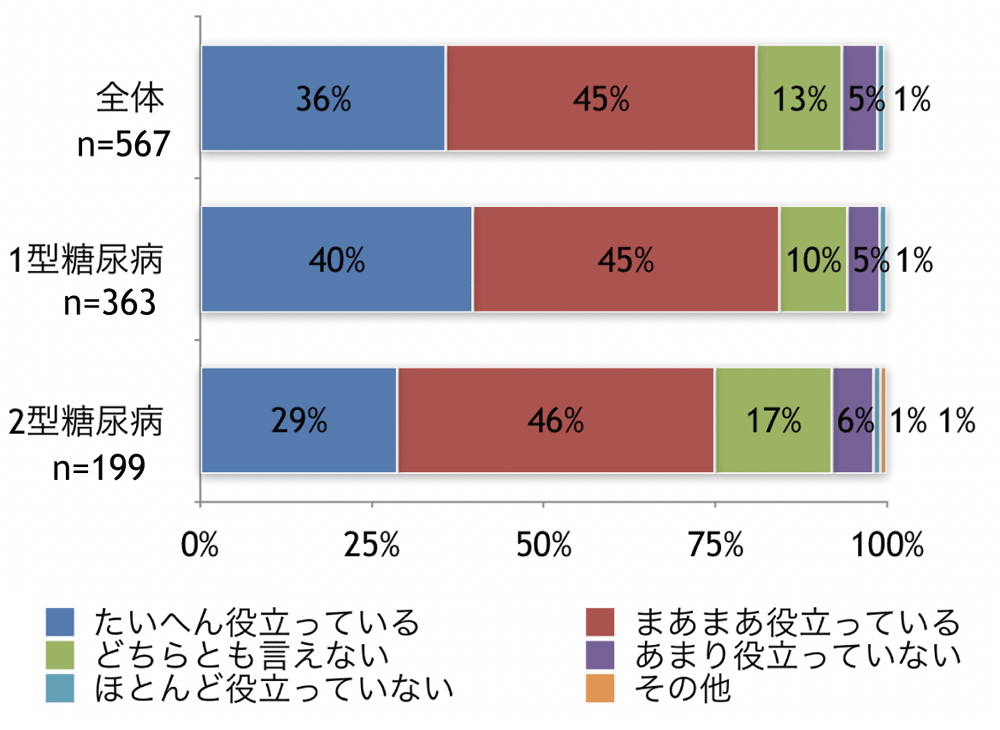 全体
n=567
36% 45% 13% 5% 1%
1型糖尿病
n=363
40% 45% 10% 5% 1%
2型糖尿病
n=199
29% 46% 17% 6% 1% 1%
0% 25% 50% 75% 100%
たいへん役立っている まあまあ役立っている
どちらとも言えない あまり役立っていない
ほとんど役立っていない その他